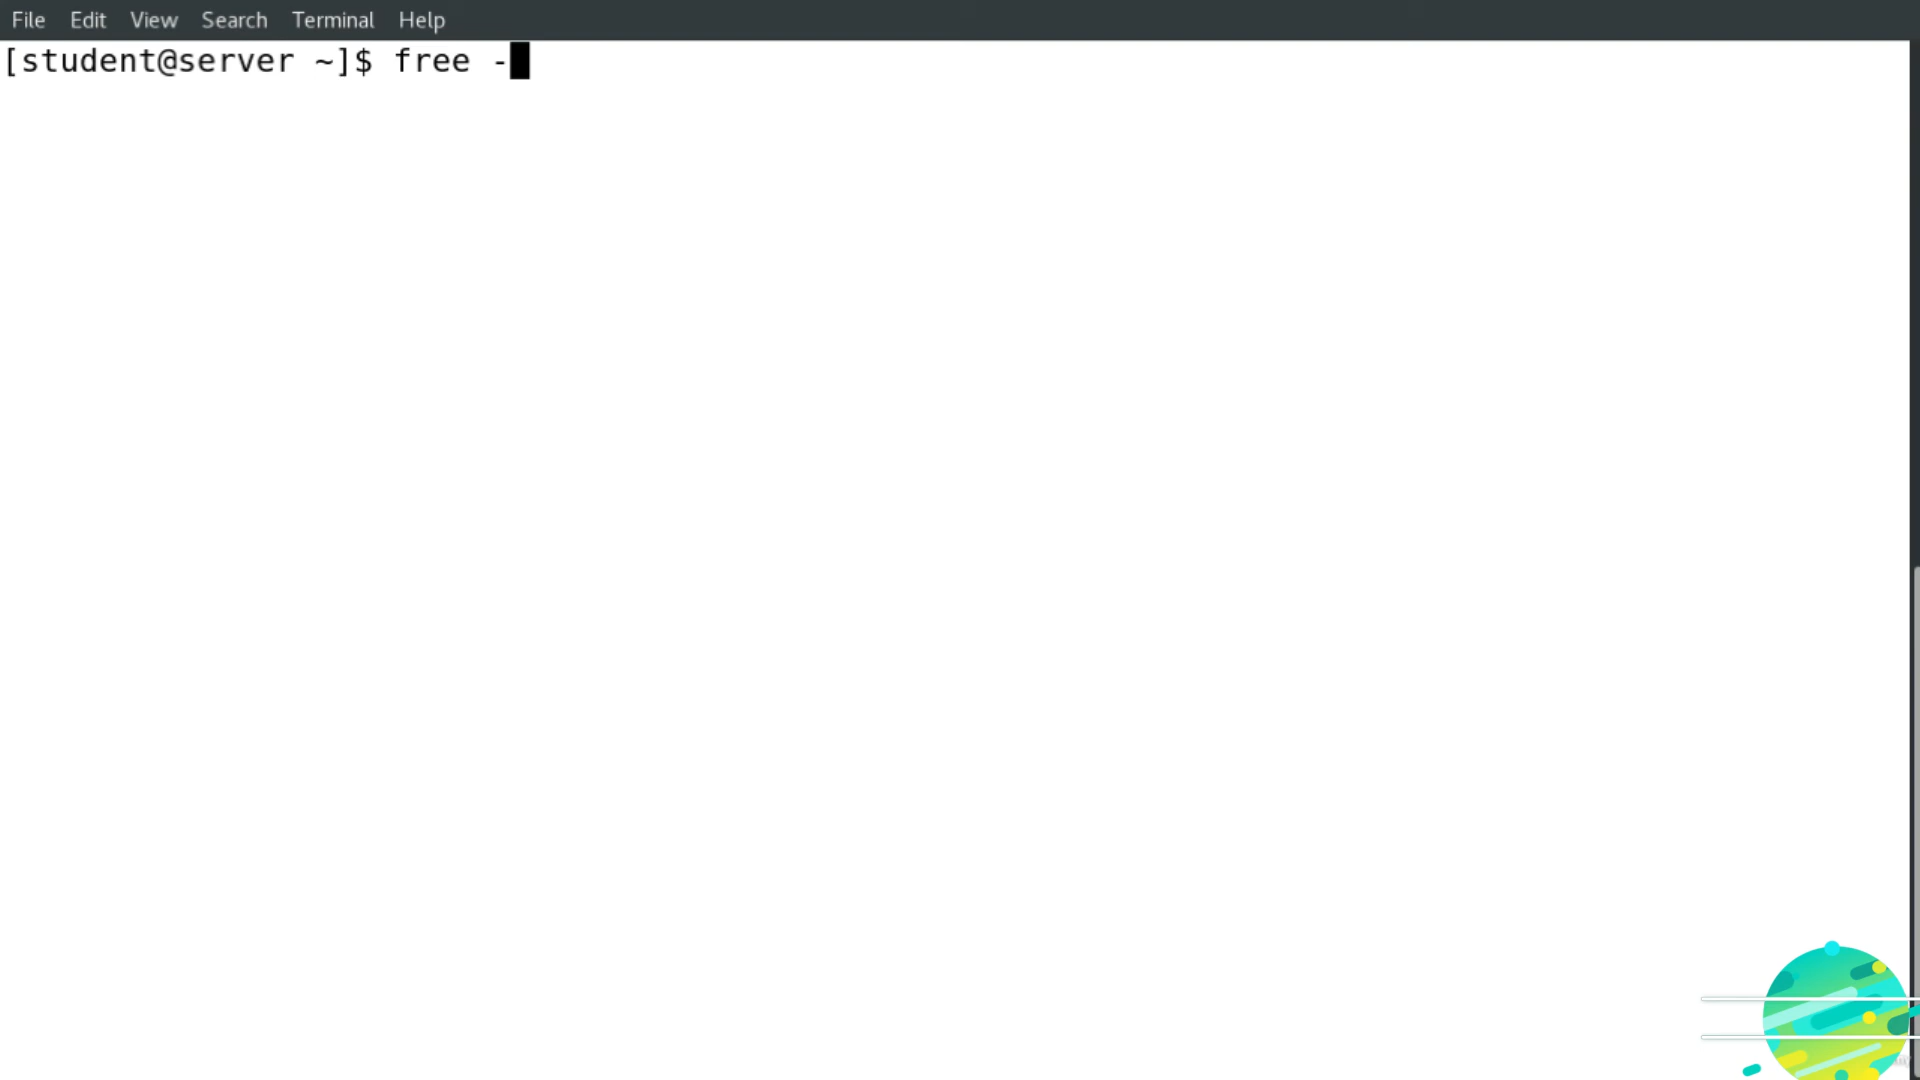 File Edit View Search Terminal Help
[student@server ~]$ free -